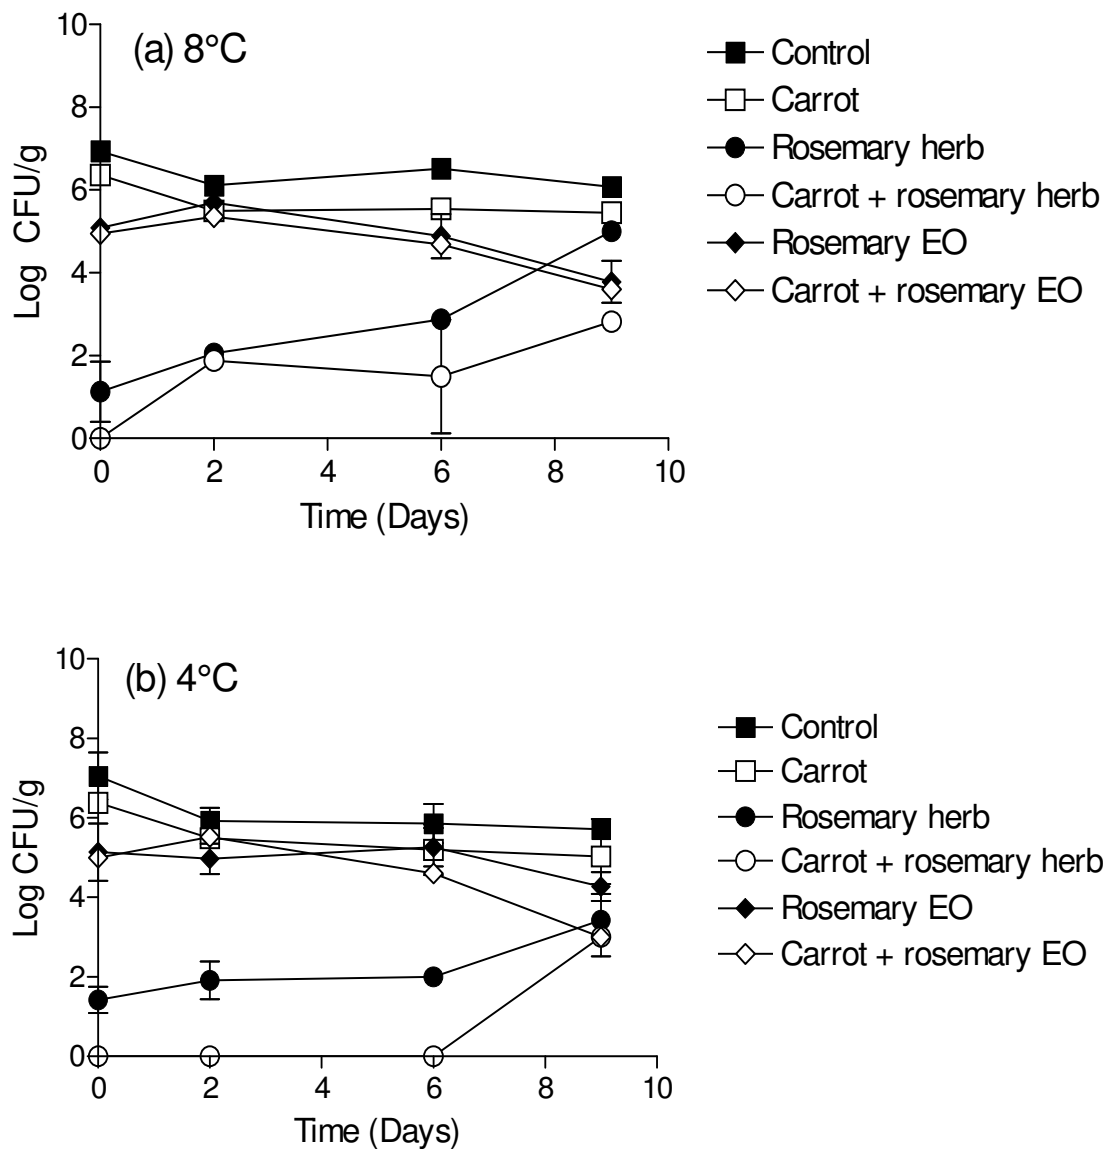 (a) 8°C
10
8
6
4
2
0
Log CFU/g
0 2 4 6 8 10
Time (Days)
Control
Carrot
Rosemary herb
Carrot + rosemary herb
Rosemary EO
Carrot + rosemary EO
(b) 4°C
10
8
6
4
2
0
Log CFU/g
0 2 4 6 8 10
Time (Days)
Control
Carrot
Rosemary herb
Carrot + rosemary herb
Rosemary EO
Carrot + rosemary EO